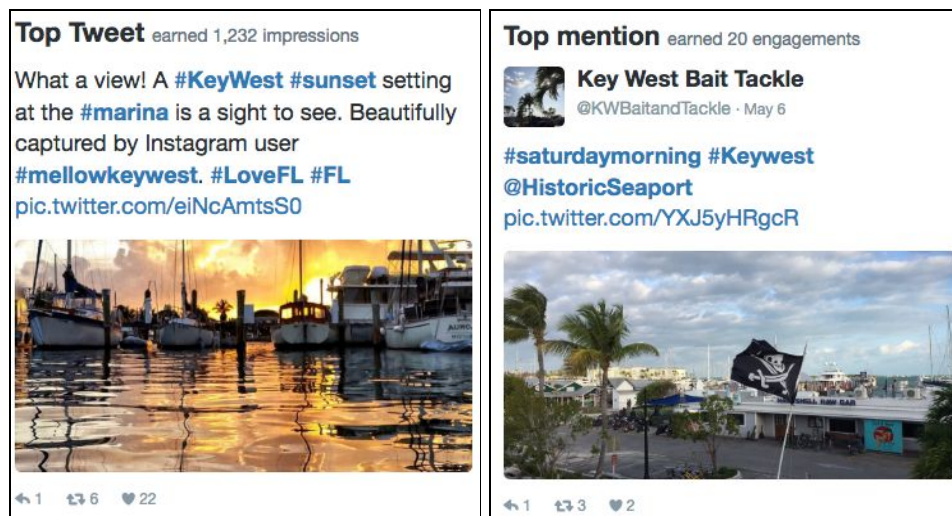 Top Tweet earned 1,232 impressions
What a view! A #KeyWest #sunset setting
at the #marina is a sight to see. Beautifully
captured by Instagram user
#mellowkeywest. #LoveFL #FL
pic.twitter.com/eiNcAmtsS0
1 6 22
Top mention earned 20 engagements
Key West Bait Tackle
@KWBaitandTackle · May 6
#saturdaymorning #Keywest
@HistoricSeaport
pic.twitter.com/YXJ5yHRgcR
RAW BAR
1 3 2